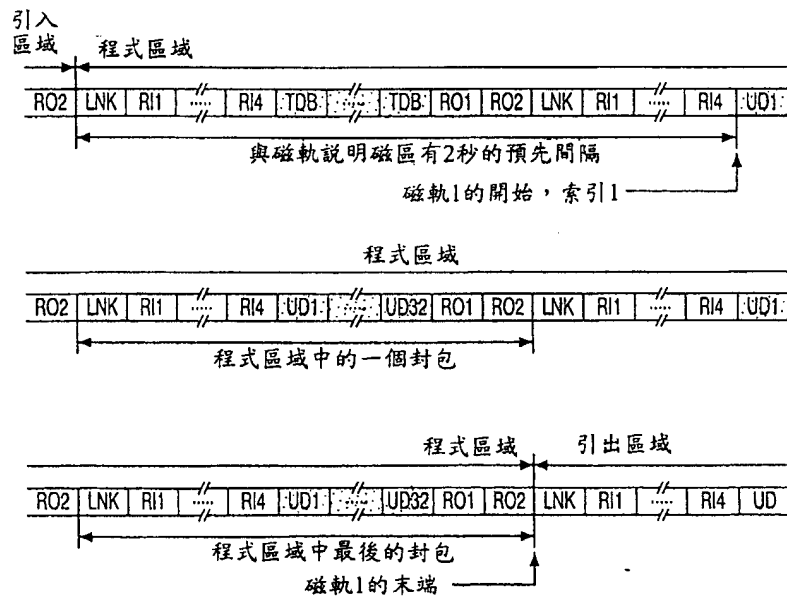 引入
區域
程式區域
RO2 LNK RI1 ..... RI4 TDB ..... TDB RO1 RO2 LNK RI1 ..... RI4 UD1
與磁軌說明磁區有2秒的預先間隔
磁軌1的開始，索引1
程式區域
RO2 LNK RI1 ..... RI4 UD1 ..... UD32 RO1 RO2 LNK RI1 ..... RI4 UD1
程式區域中的一個封包
程式區域 引出區域
RO2 LNK RI1 ..... RI4 UD1 ..... UD32 RO1 RO2 LNK RI1 ..... RI4 UD
程式區域中最後的封包
磁軌1的末端